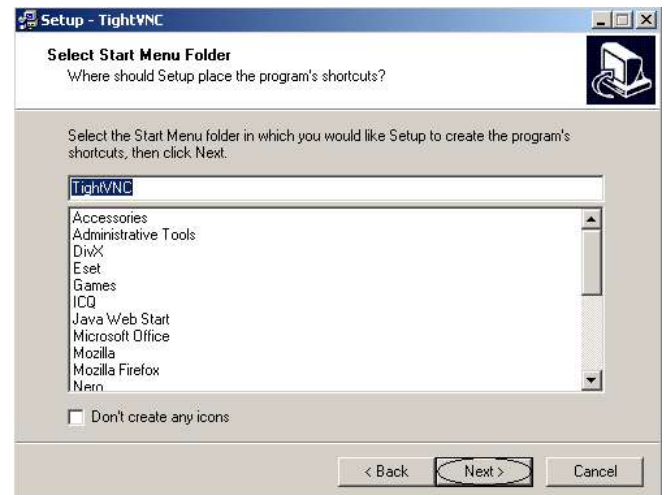 Setup - TightVNC
Select Start Menu Folder
Where should Setup place the program's shortcuts?
Select the Start Menu folder in which you would like Setup to create the program's
shortcuts, then click Next.
TightVNC
Accessories
Administrative Tools
DivX
Eset
Games
ICQ
Java Web Start
Microsoft Office
Mozilla
Mozilla Firefox
Nero
Don't create any icons
< Back
Next >
Cancel